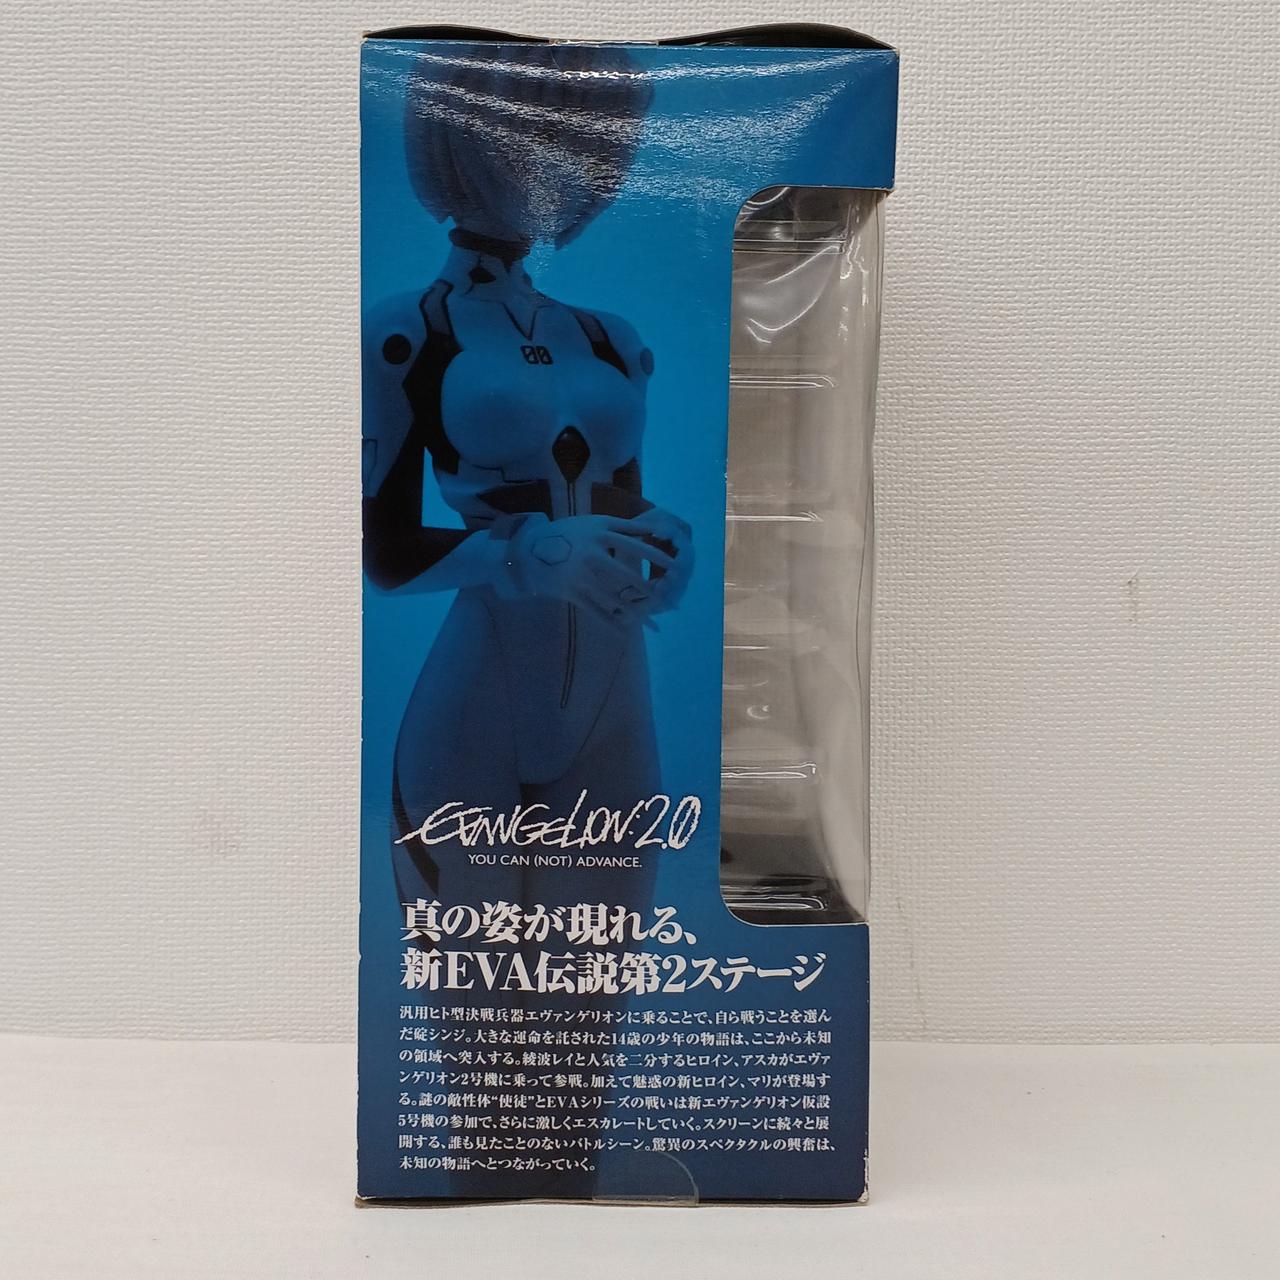 00
EVANGELION:2.0
YOU CAN (NOT) ADVANCE.
真の姿が現れる、
新EVA伝説第2ステージ
汎用ヒト型決戦兵器エヴァンゲリオンに乗ることで、自ら戦うことを選ん
だ碇シンジ。大きな運命を託された14歳の少年の物語は、ここから未知
の領域へ突入する。綾波レイと人気を二分するヒロイン、アスカがエヴァ
ンゲリオン2号機に乗って参戦。加えて魅惑の新ヒロイン、マリが登場す
る。謎の敵性体“使徒”とEVAシリーズの戦いは新エヴァンゲリオン仮設
5号機の参加で、さらに激しくエスカレートしていく。スクリーンに続々と展
開する、誰も見たことのないバトルシーン。驚異のスペクタクルの興奮は、
未知の物語へとつながっていく。